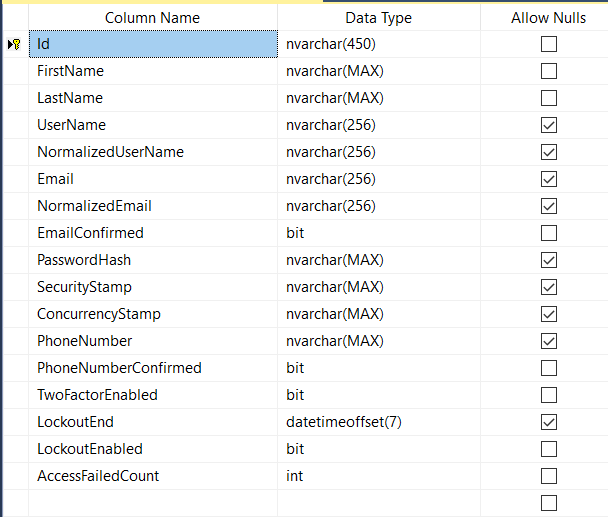 Column Name Data Type Allow Nulls
Id nvarchar(450)
FirstName nvarchar(MAX)
LastName nvarchar(MAX)
UserName nvarchar(256)
NormalizedUserName nvarchar(256)
Email nvarchar(256)
NormalizedEmail nvarchar(256)
EmailConfirmed bit
PasswordHash nvarchar(MAX)
SecurityStamp nvarchar(MAX)
ConcurrencyStamp nvarchar(MAX)
PhoneNumber nvarchar(MAX)
PhoneNumberConfirmed bit
TwoFactorEnabled bit
LockoutEnd datetimeoffset(7)
LockoutEnabled bit
AccessFailedCount int